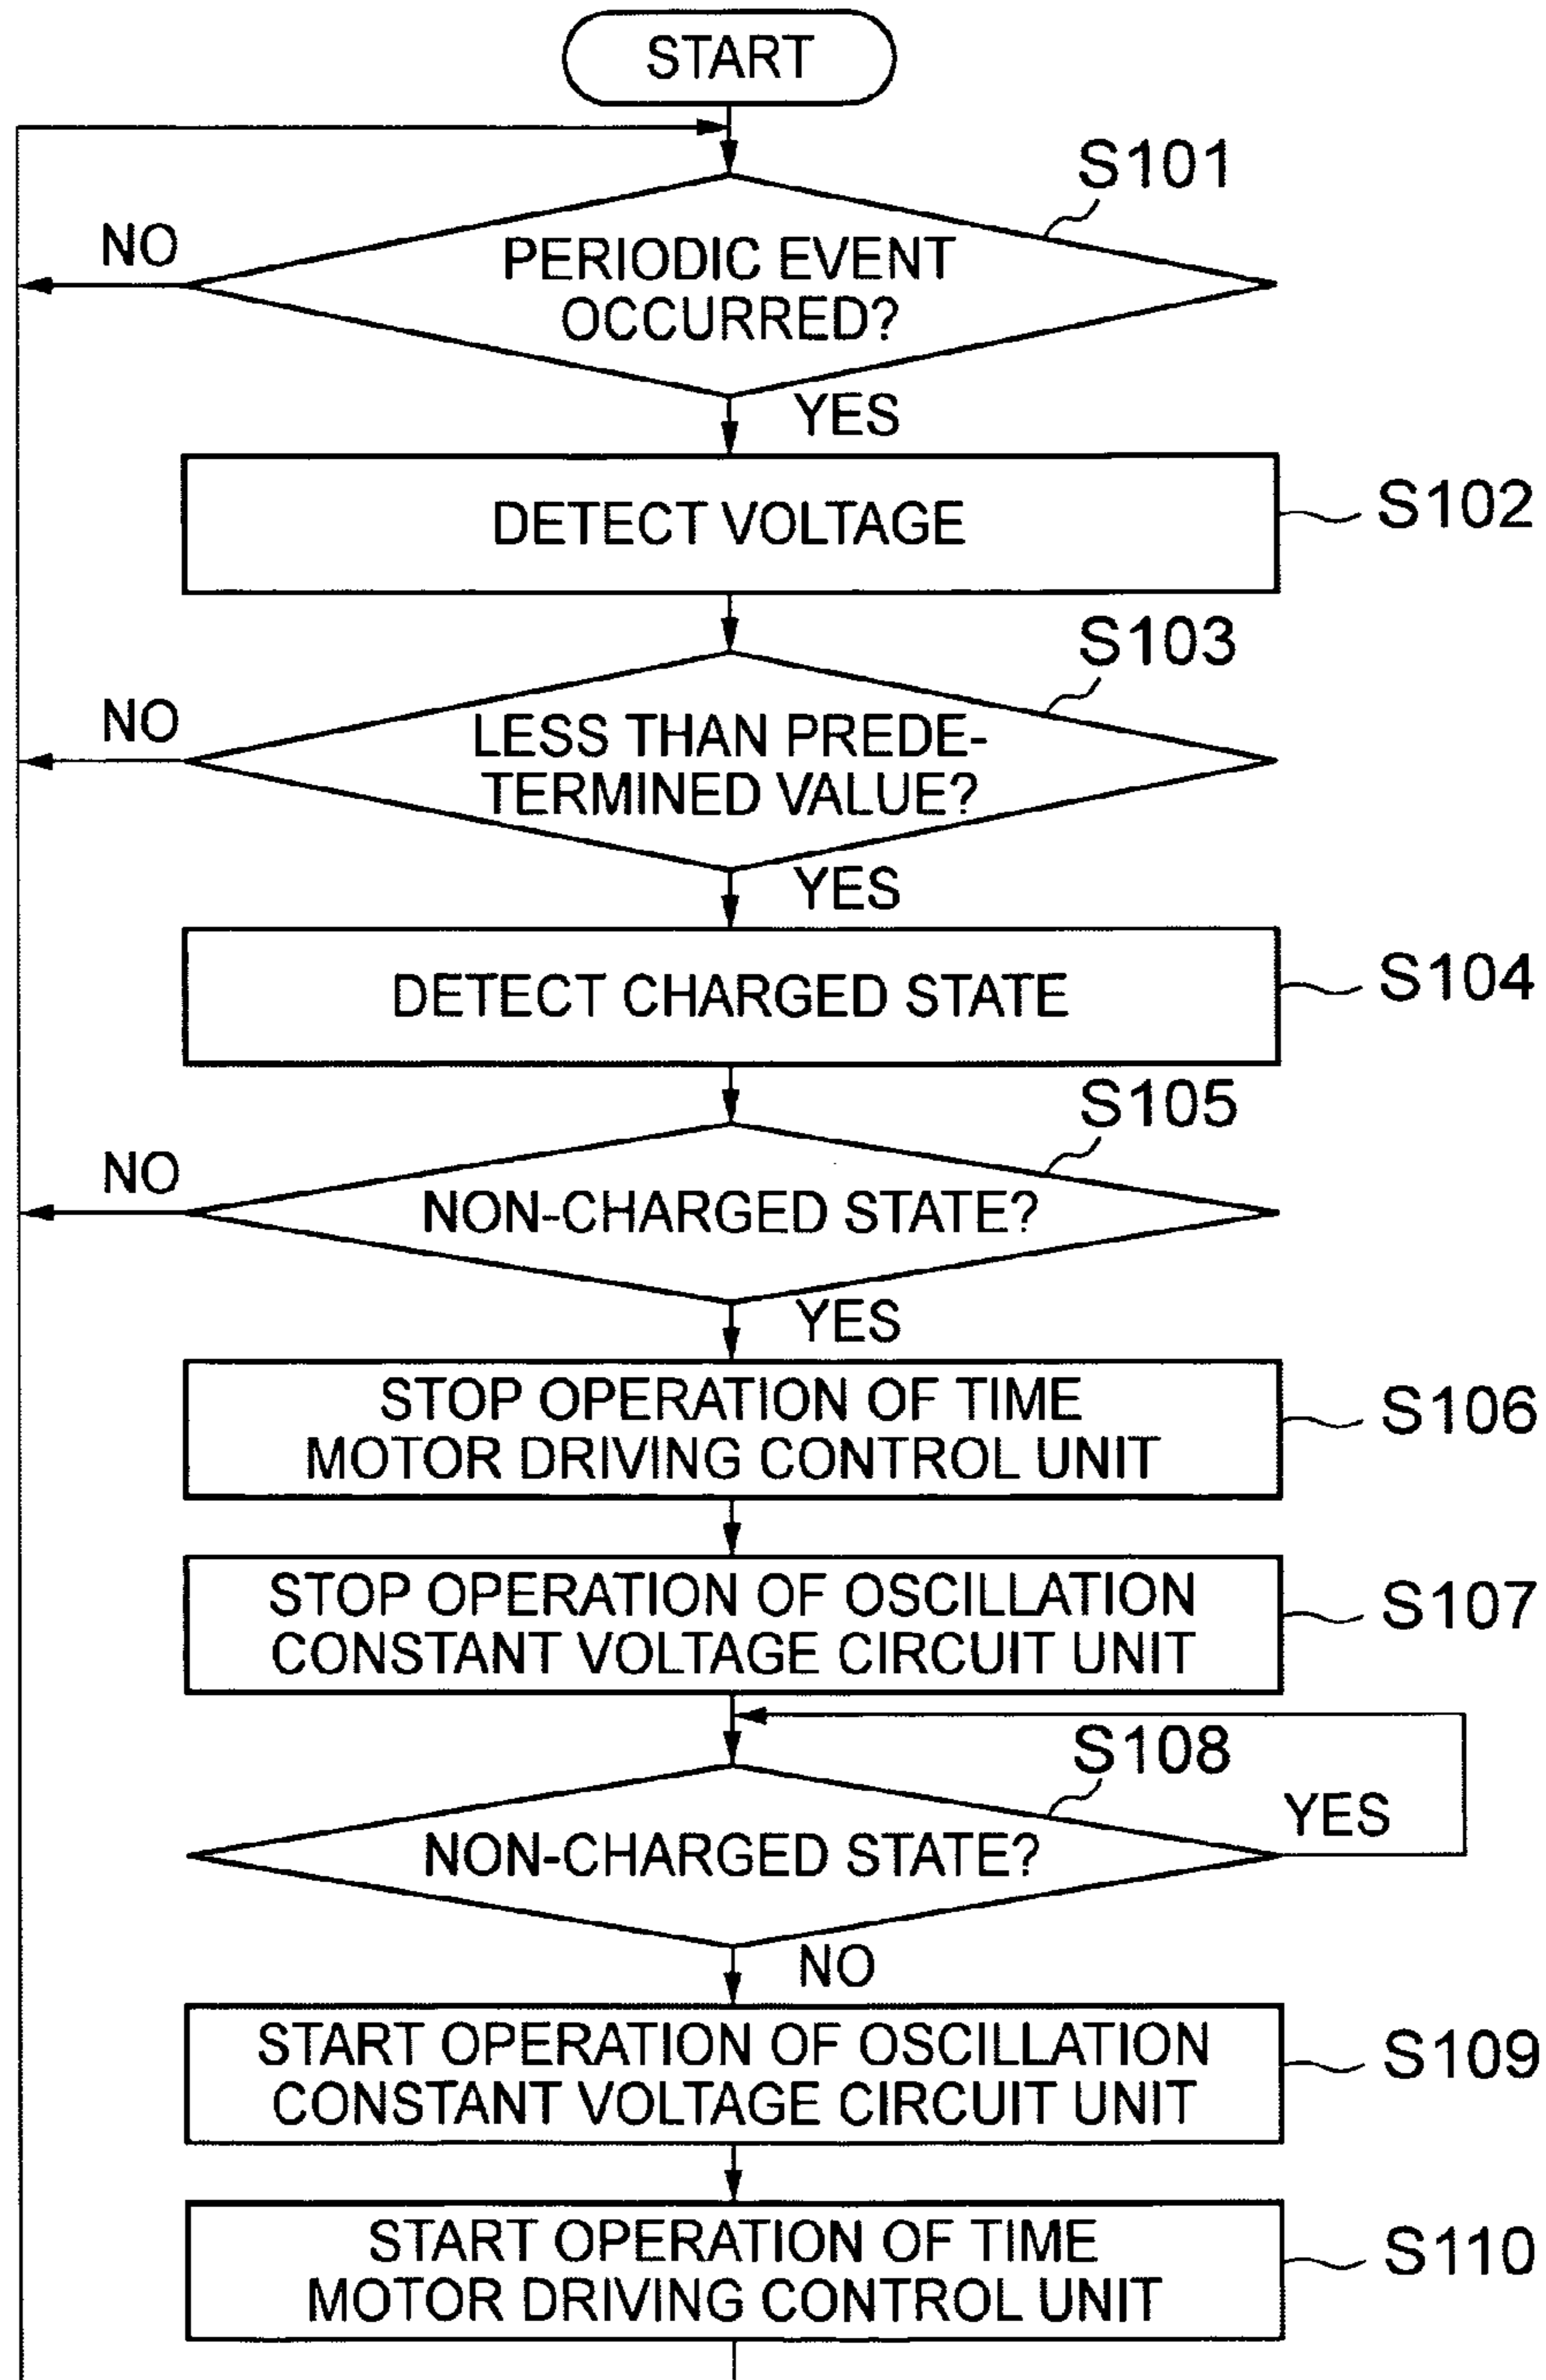 START
S101
NO
PERIODIC EVENT
OCCURRED?
YES
DETECT VOLTAGE
S102
S103
NO
LESS THAN PREDE-
TERMINED VALUE?
YES
DETECT CHARGED STATE
S104
S105
NO
NON-CHARGED STATE?
YES
STOP OPERATION OF TIME
MOTOR DRIVING CONTROL UNIT
S106
STOP OPERATION OF OSCILLATION
CONSTANT VOLTAGE CIRCUIT UNIT
S107
S108
YES
NON-CHARGED STATE?
NO
START OPERATION OF OSCILLATION
CONSTANT VOLTAGE CIRCUIT UNIT
S109
START OPERATION OF TIME
MOTOR DRIVING CONTROL UNIT
S110